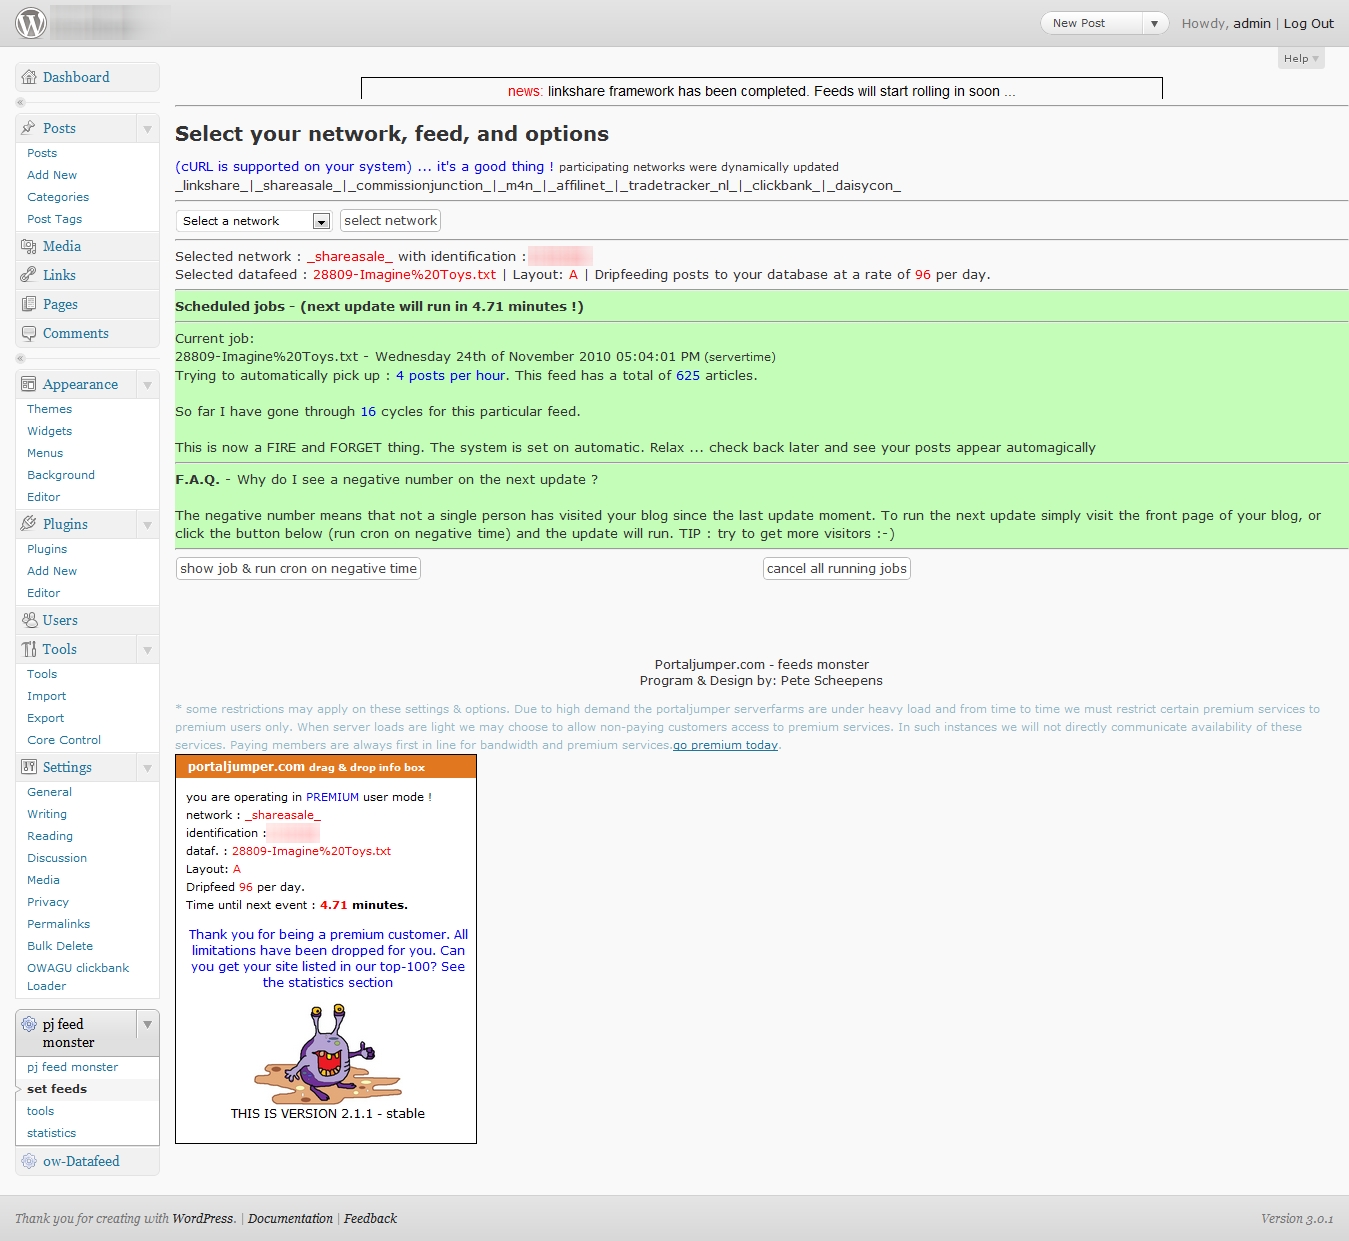 New Post
Howdy, admin | Log Out
Help
Dashboard
Posts
Posts
Add New
Categories
Post Tags
Media
Links
Pages
Comments
Appearance
Themes
Widgets
Menus
Background
Editor
Plugins
Plugins
Add New
Editor
Users
Tools
Tools
Import
Export
Core Control
Settings
General
Writing
Reading
Discussion
Media
Privacy
Permalinks
Bulk Delete
OWAGU clickbank
Loader
pj feed
monster
pj feed monster
set feeds
tools
statistics
ow-Datafeed
news: linkshare framework has been completed. Feeds will start rolling in soon ...
Select your network, feed, and options
(cURL is supported on your system) ... it's a good thing ! participating networks were dynamically updated
_linkshare_|_shareasale_|_commissionjunction_|_m4n_|_affilinet_|_tradetracker_nl_|_clickbank_|_daisycon_
Select a network
select network
Selected network : _shareasale_ with identification :
Selected datafeed : 28809-Imagine%20Toys.txt | Layout: A | Dripfeeding posts to your database at a rate of 96 per day.
Scheduled jobs - (next update will run in 4.71 minutes !)
Current job:
28809-Imagine%20Toys.txt - Wednesday 24th of November 2010 05:04:01 PM (servertime)
Trying to automatically pick up : 4 posts per hour. This feed has a total of 625 articles.
So far I have gone through 16 cycles for this particular feed.
This is now a FIRE and FORGET thing. The system is set on automatic. Relax ... check back later and see your posts appear automagically
F.A.Q. - Why do I see a negative number on the next update ?
The negative number means that not a single person has visited your blog since the last update moment. To run the next update simply visit the front page of your blog, or
click the button below (run cron on negative time) and the update will run. TIP : try to get more visitors :-)
show job & run cron on negative time
cancel all running jobs
Portaljumper.com - feeds monster
Program & Design by: Pete Scheepens
* some restrictions may apply on these settings & options. Due to high demand the portaljumper serverfarms are under heavy load and from time to time we must restrict certain premium services to
premium users only. When server loads are light we may choose to allow non-paying customers access to premium services. In such instances we will not directly communicate availability of these
services. Paying members are always first in line for bandwidth and premium services.go premium today.
portaljumper.com drag & drop info box
you are operating in PREMIUM user mode !
network : _shareasale_
identification :
dataf. : 28809-Imagine%20Toys.txt
Layout: A
Dripfeed 96 per day.
Time until next event : 4.71 minutes.
Thank you for being a premium customer. All
limitations have been dropped for you. Can
you get your site listed in our top-100? See
the statistics section
THIS IS VERSION 2.1.1 - stable
Thank you for creating with WordPress. | Documentation | Feedback
Version 3.0.1